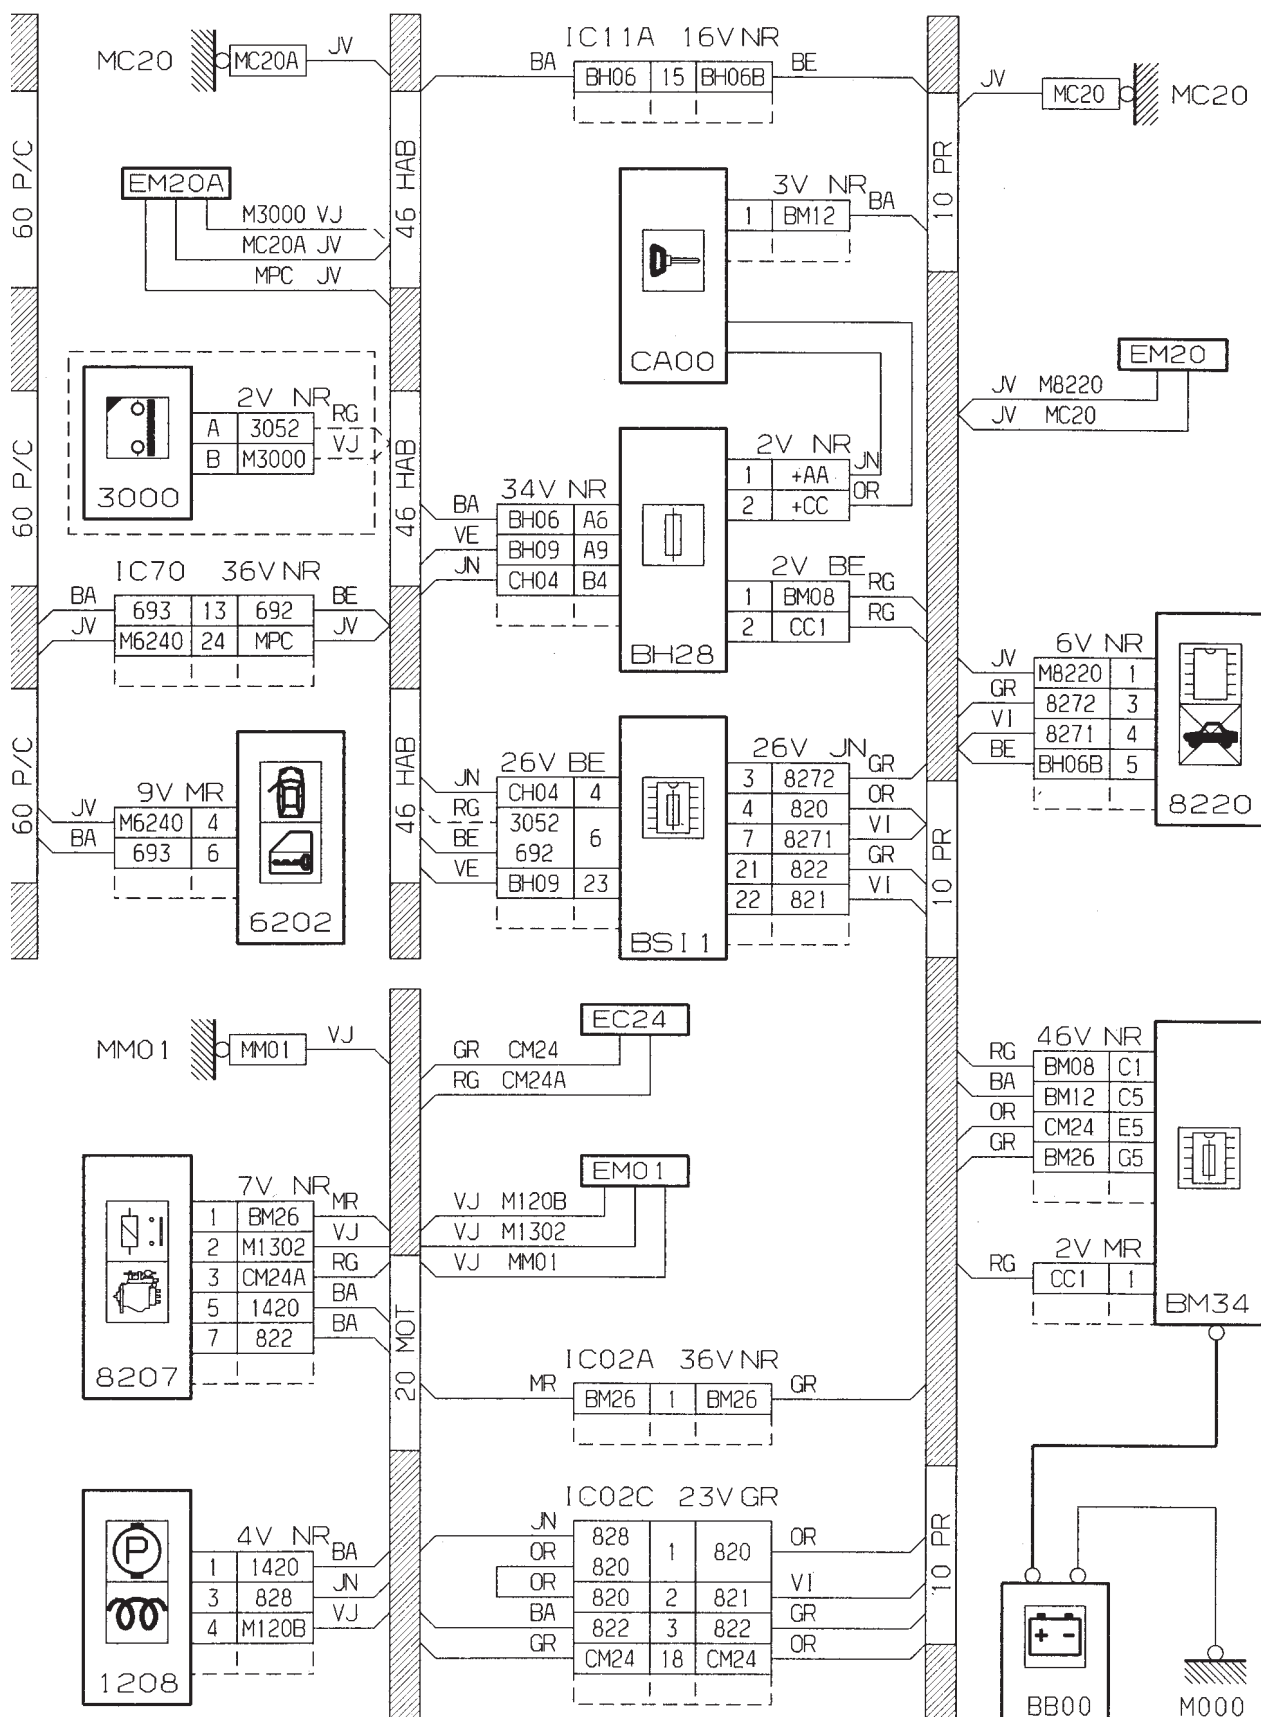 IC11A 16V NR
MC20 MC20A JV
BA BH06 15 BH06B BE
JV MC20 MC20
60 P/C
46 HAB
10 PR
EM20A
M3000 VJ
MC20A JV
MPC JV
3V NR
1 BM12 BA
CA00
EM20
JV M8220
JV MC20
2V NR
A 3052 RG
B M3000 VJ
3000
60 P/C
46 HAB
2V NR
1 +AA JN
2 +CC OR
34V NR
BA BH06 A6
VE BH09 A9
JN CH04 B4
2V BE
1 BM08 RG
2 CC1 RG
BH28
IC70 36V NR
BA 693 13 692 BE
JV M6240 24 MPC JV
6V NR
JV M8220 1
GR 8272 3
VI 8271 4
BE BH06B 5
8220
60 P/C
46 HAB
10 PR
9V MR
JV M6240 4
BA 693 6
6202
26V BE
JN CH04 4
RG 3052
6
BE 692
VE BH09 23
26V JN
3 8272 GR
4 820 OR
7 8271 VI
21 822 GR
22 821 VI
BSI1
MM01 MM01 VJ
EC24
GR CM24
RG CM24A
46V NR
RG BM08 C1
BA BM12 C5
OR CM24 E5
GR BM26 G5
2V MR
RG CC1 1
BM34
7V NR
1 BM26 MR
2 M1302 VJ
3 CM24A RG
5 1420 BA
7 822 BA
8207
EM01
VJ M120B
VJ M1302
VJ MM01
20 MOT
IC02A 36V NR
MR BM26 1 BM26 GR
IC02C 23V GR
JN 828
1 820 OR
OR 820
OR 820 2 821 VI
BA 822 3 822 GR
GR CM24 18 CM24 OR
10 PR
4V NR
1 1420 BA
3 828 JN
4 M120B VJ
1208
P
+ -
BB00
M000